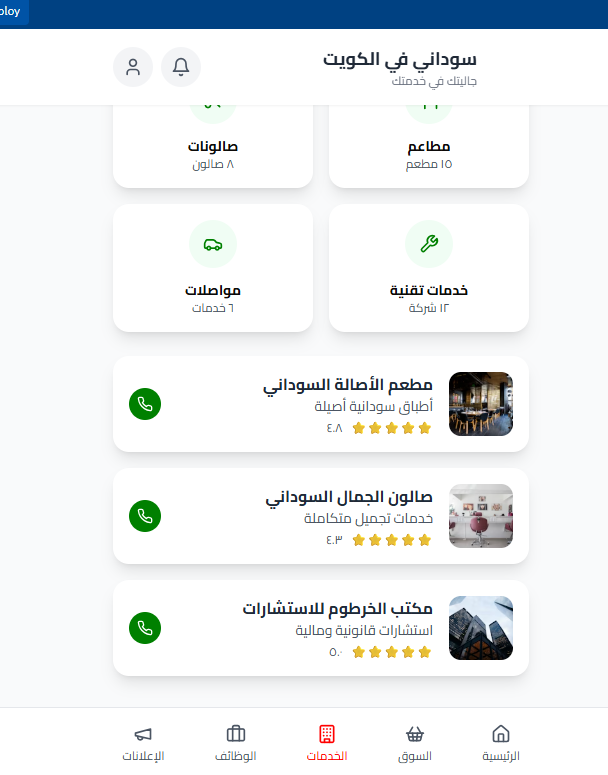 ploy
سوداني في الكويت
جاليتك في خدمتك
مطاعم
١٥ مطعم
صالونات
٨ صالون
خدمات تقنية
١٢ شركة
مواصلات
٦ خدمات
مطعم الأصالة السوداني
أطباق سودانية أصيلة
٤.٨
صالون الجمال السوداني
خدمات تجميل متكاملة
٤.٣
مكتب الخرطوم للاستشارات
استشارات قانونية ومالية
٥.٠
الرئيسية
السوق
الخدمات
الوظائف
الإعلانات